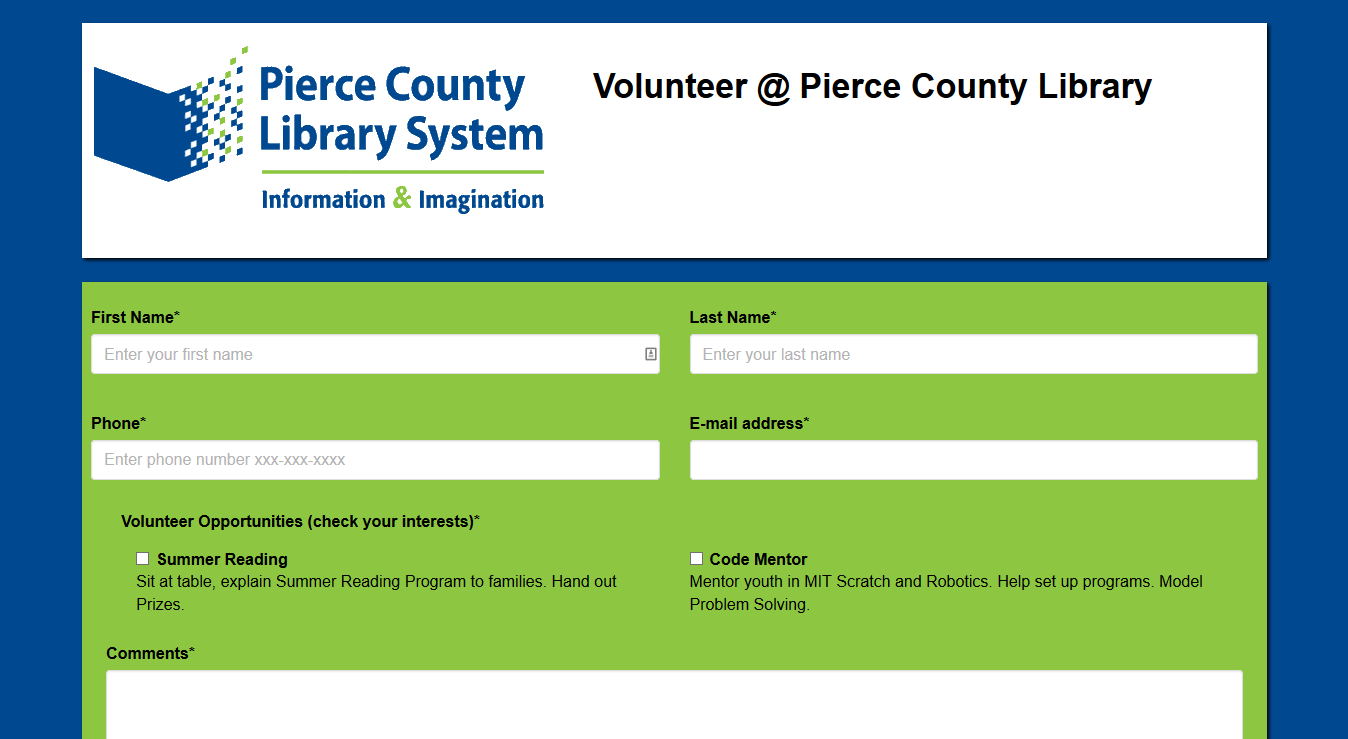 Pierce County
Library System
Information & Imagination
Volunteer @ Pierce County Library
First Name*
Last Name*
Enter your first name
Enter your last name
Phone*
E-mail address*
Enter phone number xxx-xxx-xxxx
Volunteer Opportunities (check your interests)*
Summer Reading
Sit at table, explain Summer Reading Program to families. Hand out
Prizes.
Code Mentor
Mentor youth in MIT Scratch and Robotics. Help set up programs. Model
Problem Solving.
Comments*